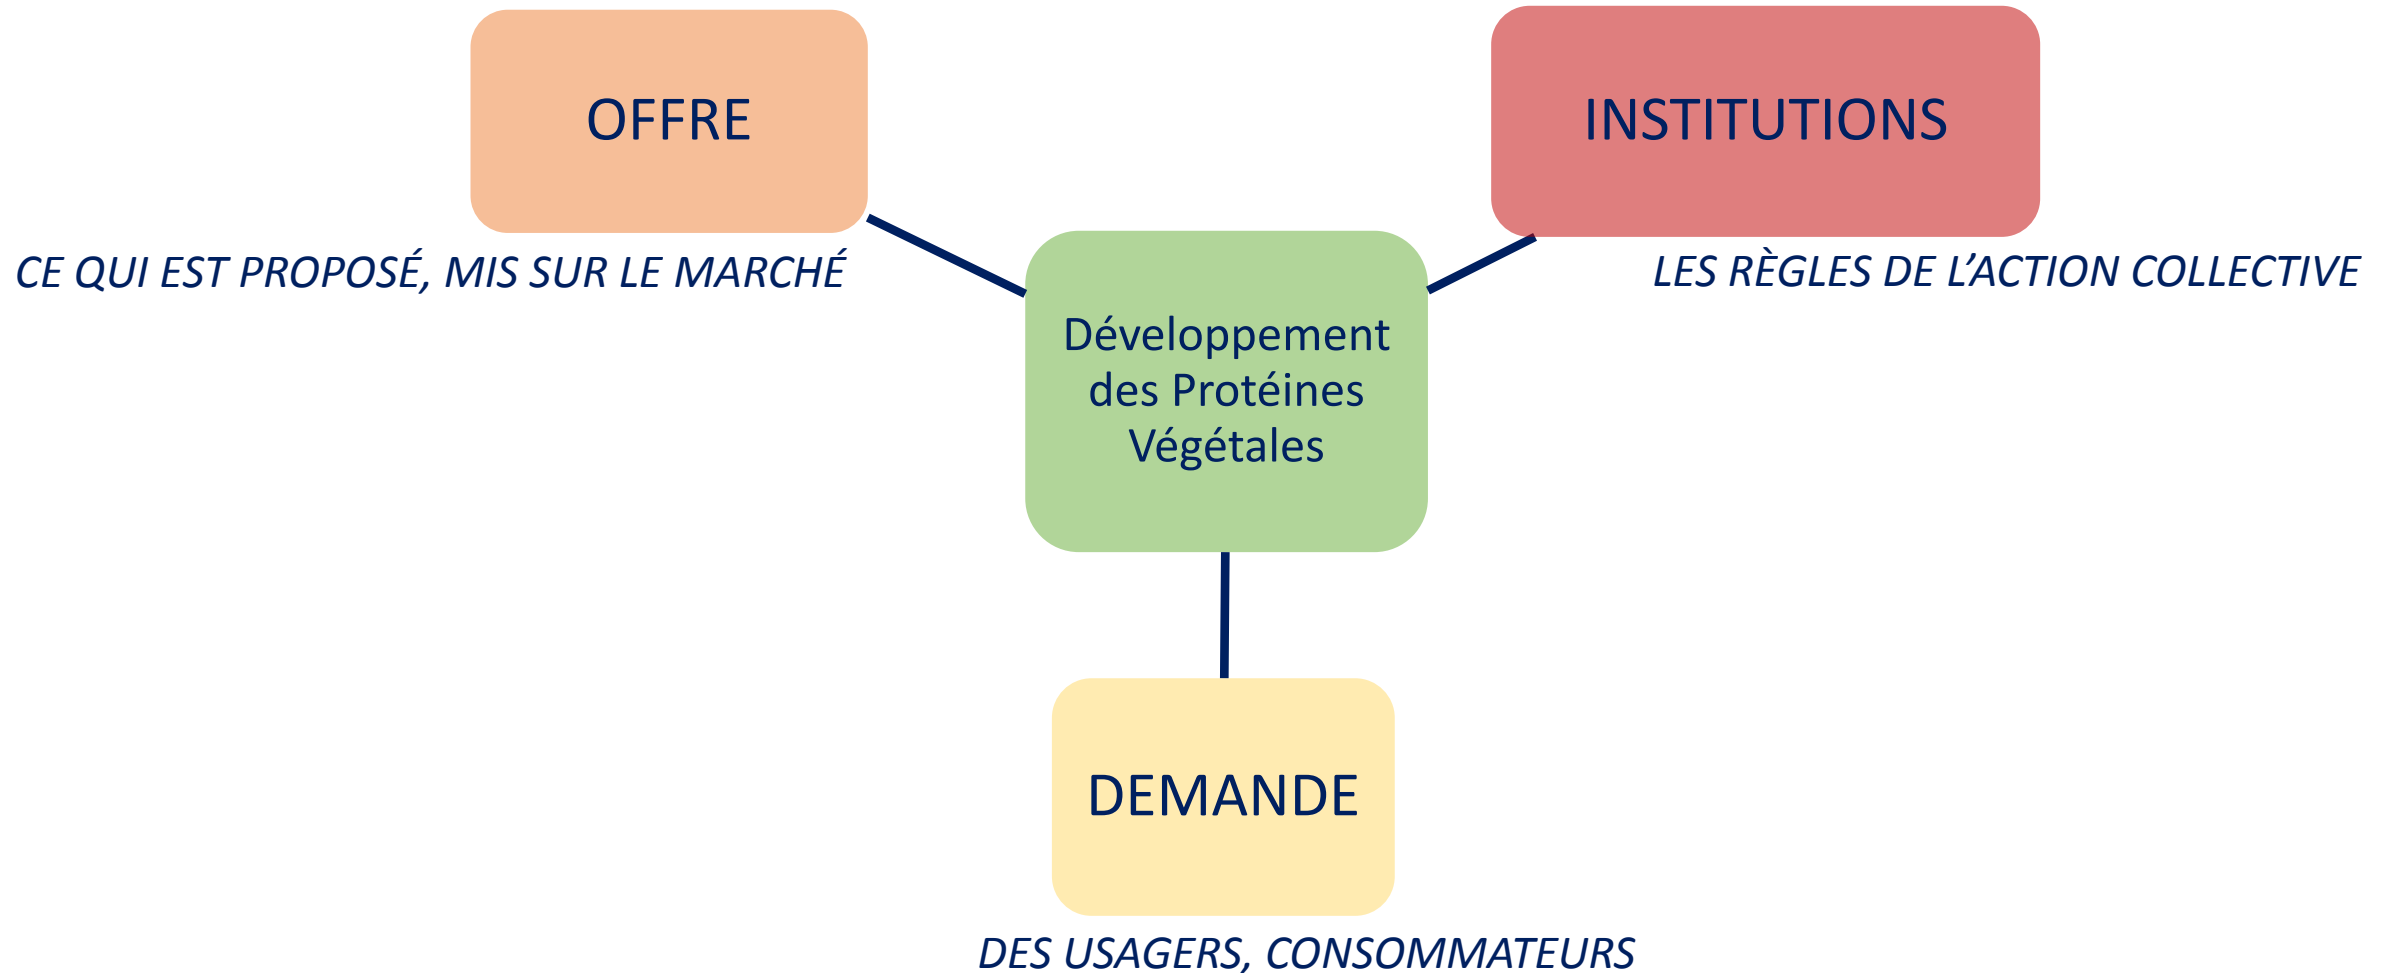 OFFRE
INSTITUTIONS
CE QUI EST PROPOSÉ, MIS SUR LE MARCHÉ
LES RÈGLES DE L’ACTION COLLECTIVE
Développement
des Protéines
Végétales
DEMANDE
DES USAGERS, CONSOMMATEURS